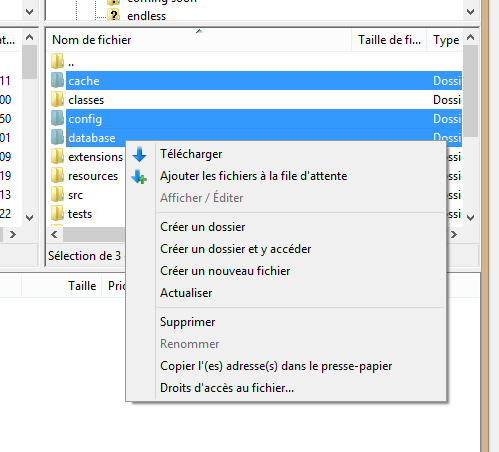 coming soon
endless
nt...
Nom de fichier
Taille de fi...
Type
..
11
cache
Dossi
00
classes
Dossi
50
config
Dossi
01
database
Dossi
09
extensions
19
resources
13
src
22
tests
Sélection de 3
Taille
Télécharger
Ajouter les fichiers à la file d'attente
Afficher / Éditer
Créer un dossier
Créer un dossier et y accéder
Créer un nouveau fichier
Actualiser
Supprimer
Renommer
Copier l'(es) adresse(s) dans le presse-papier
Droits d'accès au fichier...